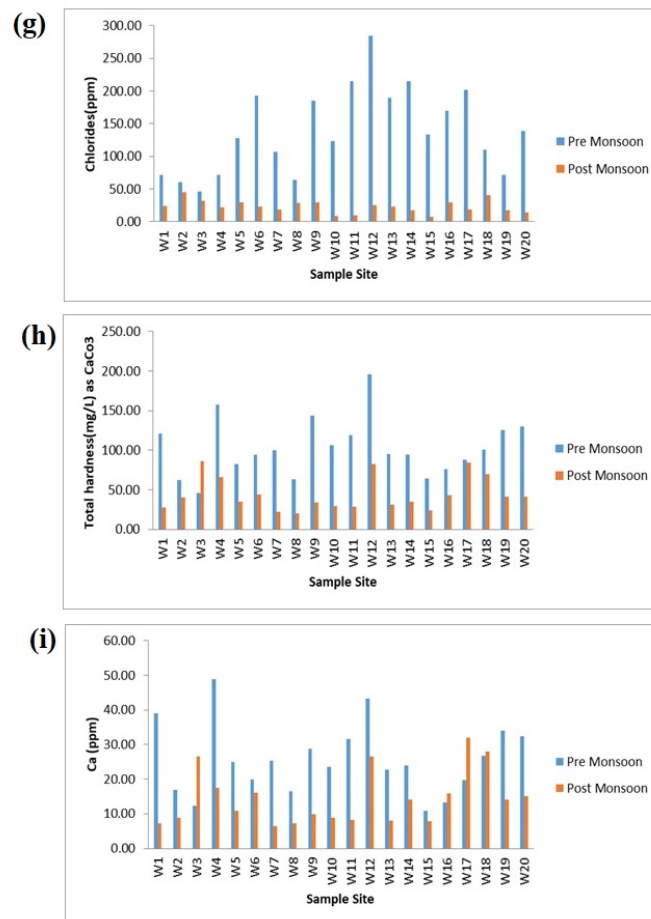 (g)
Chlorides(ppm)
300.00
250.00
200.00
150.00
100.00
50.00
0.00
W1 W2 W3 W4 W5 W6 W7 W8 W9 W10 W11 W12 W13 W14 W15 W16 W17 W18 W19 W20
Sample Site
Pre Monsoon
Post Monsoon
(h)
Total hardness(mg/L) as CaCo3
250.00
200.00
150.00
100.00
50.00
0.00
W1 W2 W3 W4 W5 W6 W7 W8 W9 W10 W11 W12 W13 W14 W15 W16 W17 W18 W19 W20
Sample Site
Pre Monsoon
Post Monsoon
(i)
Ca (ppm)
60.00
50.00
40.00
30.00
20.00
10.00
0.00
W1 W2 W3 W4 W5 W6 W7 W8 W9 W10 W11 W12 W13 W14 W15 W16 W17 W18 W19 W20
Sample Site
Pre Monsoon
Post Monsoon